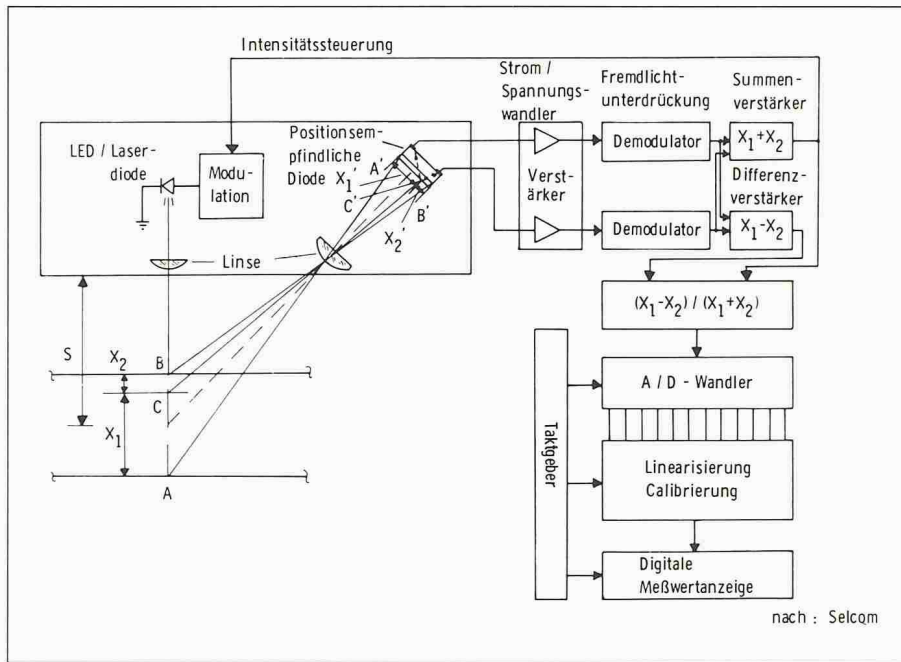 Intensitätssteuerung
Strom /
Spannungs-
wandler
Fremdlicht-
unterdrückung
Summen-
verstärker
LED / Laser-
diode
Modu-
lation
Positionsem-
pfindliche
Diode
A'
X₁'
C'
B'
X₂'
Verst-
ärker
Demodulator
X₁+X₂
Differenz-
verstärker
Demodulator
X₁-X₂
Linse
(X₁-X₂) / (X₁+X₂)
S
X₂
B
C
X₁
A
Taktgeber
A / D - Wandler
Linearisierung
Calibrierung
Digitale
Meßwertanzeige
nach : Selcom